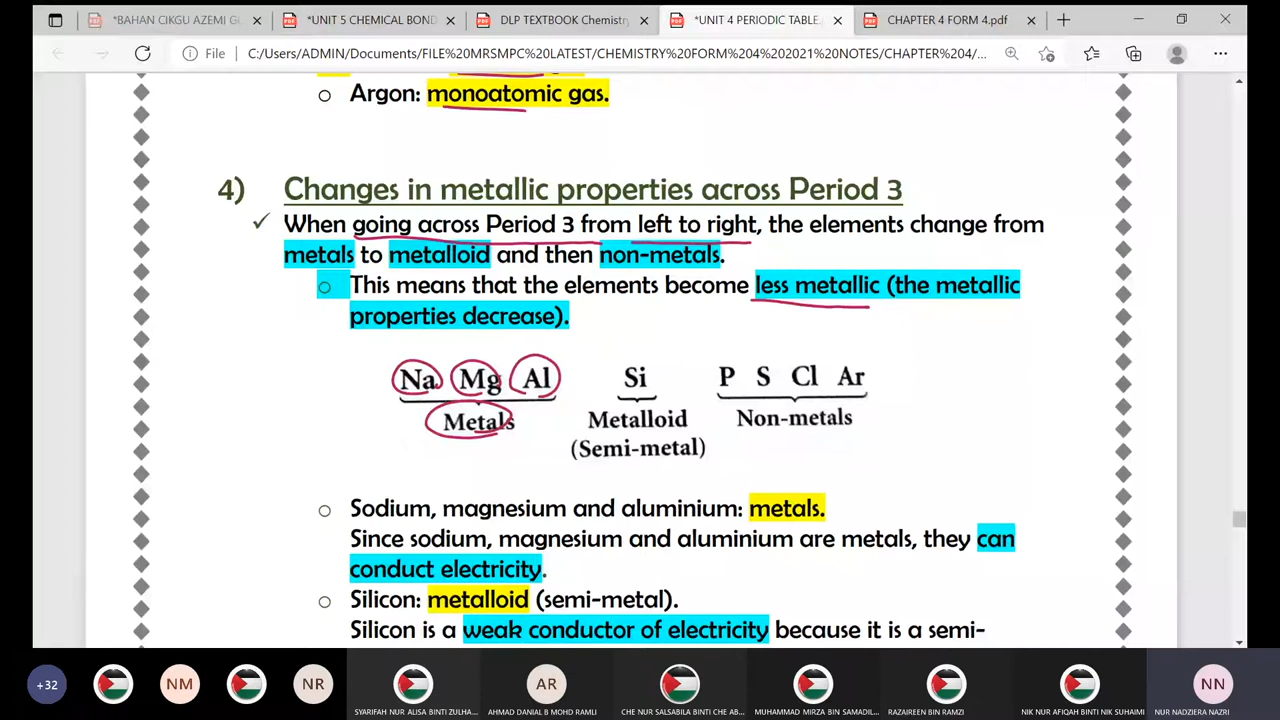 *BAHAN CIKGU AZEMI G
*UNIT 5 CHEMICAL BOND
DLP TEXTBOOK Chemistry
*UNIT 4 PERIODIC TABLE.
CHAPTER 4 FORM 4.pdf
File
C:/Users/ADMIN/Documents/FILE%20MRSMPC%20LATEST/CHEMISTRY%20FORM%204%202021%20NOTES/CHAPTER%204/...
o Argon: monoatomic gas.
4) Changes in metallic properties across Period 3
✓ When going across Period 3 from left to right, the elements change from
metals to metalloid and then non-metals.
o This means that the elements become less metallic (the metallic
properties decrease).
Na Mg Al Si P S Cl Ar
Metals Metalloid Non-metals
(Semi-metal)
o Sodium, magnesium and aluminium: metals.
Since sodium, magnesium and aluminium are metals, they can
conduct electricity.
o Silicon: metalloid (semi-metal).
Silicon is a weak conductor of electricity because it is a semi-
+32 NM NR AR NN
SYARIFAH NUR ALISA BINTI ZULHA...
AHMAD DANIAL B MOHD RAMLI
CHE NUR SALSABILA BINTI CHE AB...
MUHAMMAD MIRZA BIN SAMADIL...
RAZAIREEN BIN RAMZI
NIK NUR AFIQAH BINTI NIK SUHAIMI
NUR NADZIERA NAZRI